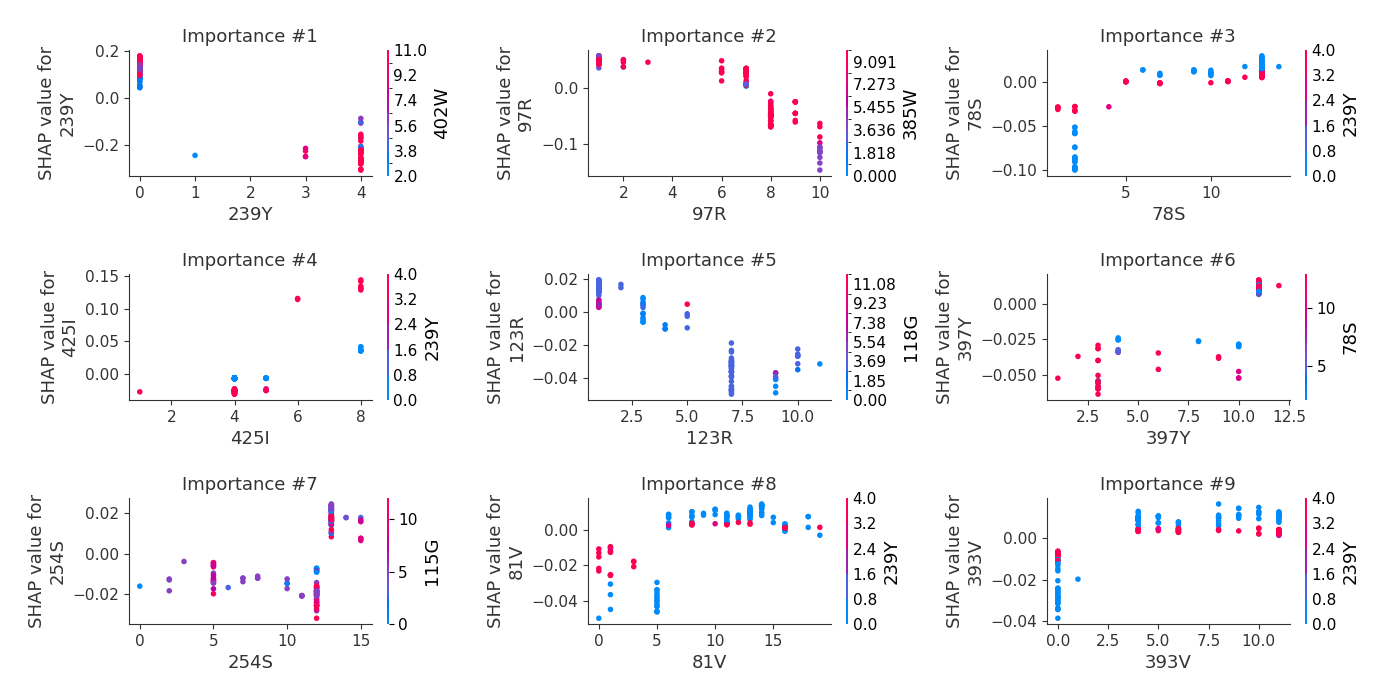 Importance #1
SHAP value for
239Y
0.2
0.0
−0.2
0 1 2 3 4
239Y
11.0
9.2
7.4
5.6
3.8
2.0
402W
Importance #2
SHAP value for
97R
0.0
−0.1
2 4 6 8 10
97R
9.091
7.273
5.455
3.636
1.818
0.000
385W
Importance #3
SHAP value for
78S
0.00
−0.05
−0.10
5 10
78S
4.0
3.2
2.4
1.6
0.8
0.0
239Y
Importance #4
SHAP value for
425I
0.15
0.10
0.05
0.00
2 4 6 8
425I
4.0
3.2
2.4
1.6
0.8
0.0
239Y
Importance #5
SHAP value for
123R
0.02
0.00
−0.02
−0.04
2.5 5.0 7.5 10.0
123R
11.08
9.23
7.38
5.54
3.69
1.85
0.00
118G
Importance #6
SHAP value for
397Y
0.000
−0.025
−0.050
2.5 5.0 7.5 10.0 12.5
397Y
10
5
78S
Importance #7
SHAP value for
254S
0.02
0.00
−0.02
0 5 10 15
254S
10
5
0
115G
Importance #8
SHAP value for
81V
0.00
−0.02
−0.04
0 5 10 15
81V
4.0
3.2
2.4
1.6
0.8
0.0
239Y
Importance #9
SHAP value for
393V
0.00
−0.02
−0.04
0.0 2.5 5.0 7.5 10.0
393V
4.0
3.2
2.4
1.6
0.8
0.0
239Y